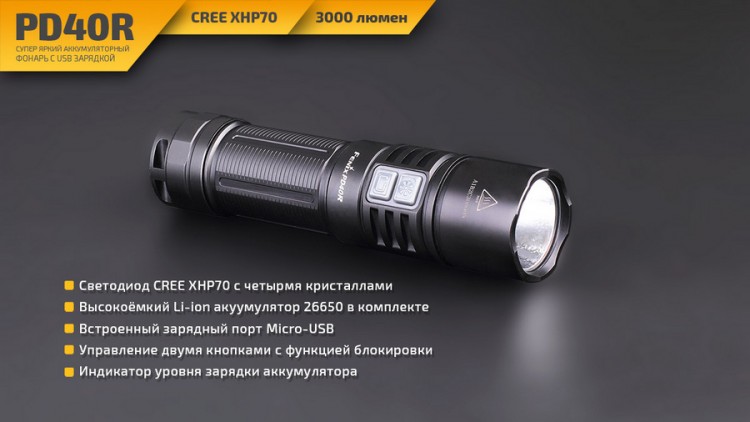 PD40R
СУПЕР ЯРКИЙ АККУМУЛЯТОРНЫЙ
ФОНАРЬ С USB ЗАРЯДКОЙ
CREE XHP70
3000 люмен
Fenix PD40R
Светодиод CREE XHP70 с четырмя кристаллами
Высокоёмкий Li-ion акуумулятор 26650 в комплекте
Встроенный зарядный порт Micro-USB
Управление двумя кнопками с функцией блокировки
Индикатор уровня зарядки аккумулятора